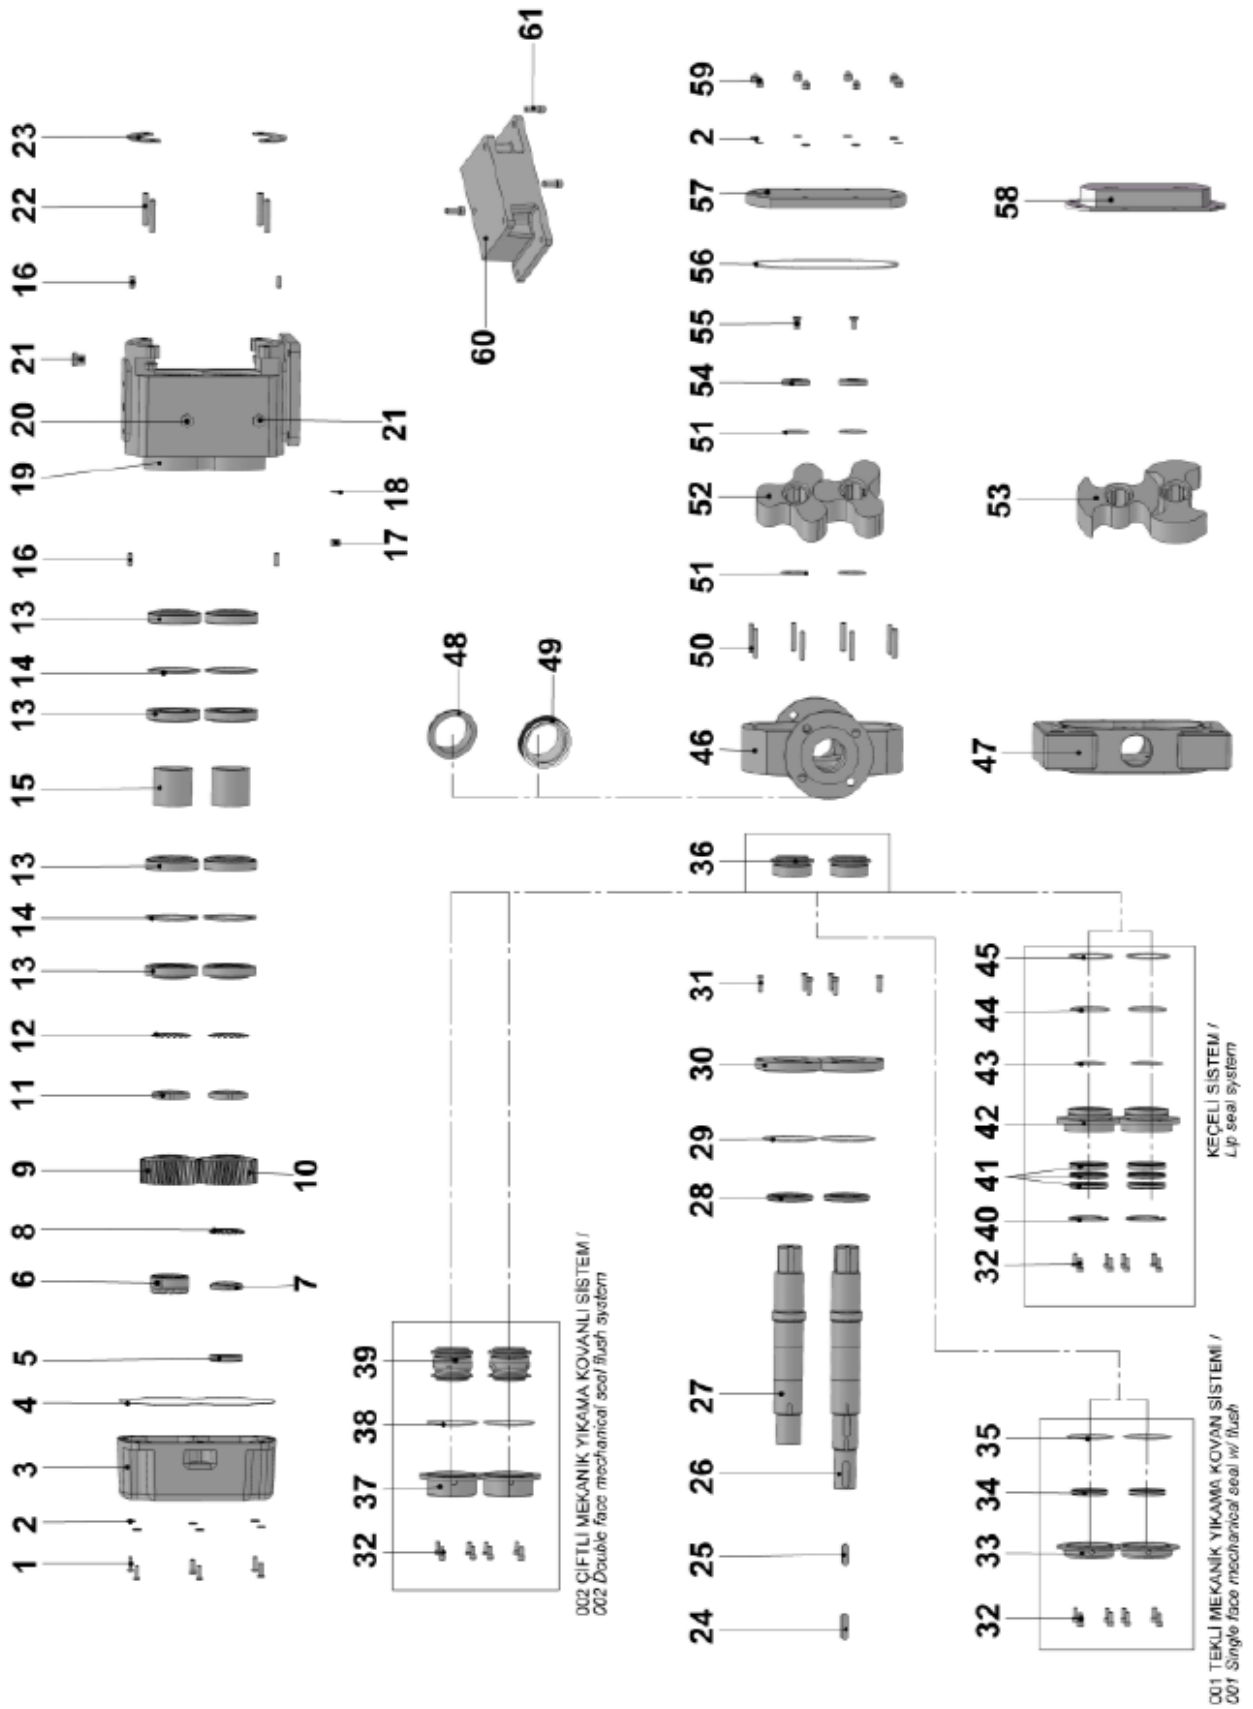 1 2 3 4 5 6 8 9 11 12 13 14 13 15 13 14 13 16 19 20 21 16 22 23
7 10
17 18 21
32 37 38 39
48
60
61
49
002 ÇİFTLİ MEKANİK YIKAMA KOVANLI SİSTEM /
002 Double face mechanical seal flush system
24 25 26 27 28 29 30 31 36 46 50 51 52 51 54 55 56 57 2 59
32 33 34 35
32 40 41 42 43 44 45
47 53 58
001 TEKLİ MEKANİK YIKAMA KOVAN SİSTEMİ /
001 Single face mechanical seal w/ flush
KEÇELİ SİSTEM /
Lip seal system